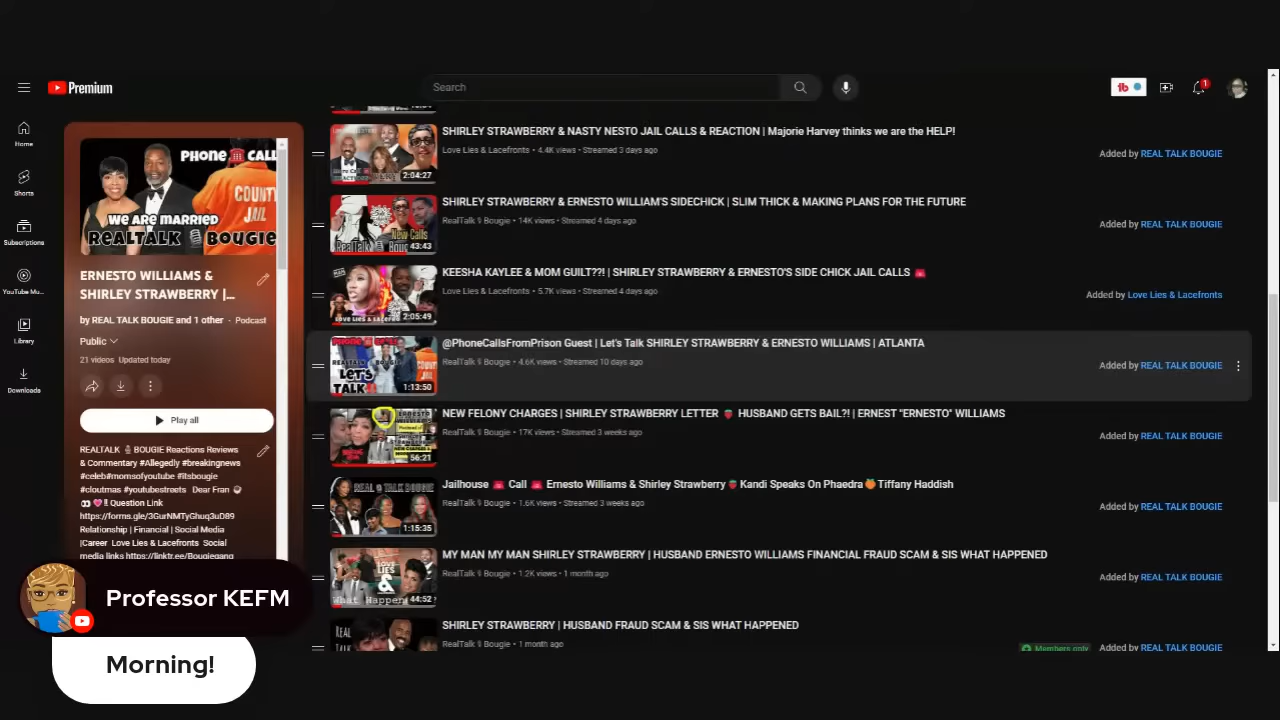 Premium
Search
1
Home
Shorts
Subscriptions
YouTube Mu...
Library
Downloads
PHONE CALL
COUNTY
JAIL
WE ARE MARRIED
REALTALK BOUGIE
ERNESTO WILLIAMS &
SHIRLEY STRAWBERRY |...
by REAL TALK BOUGIE and 1 other - Podcast
Public
21 videos Updated today
Play all
REALTALK 🎙 BOUGIE Reactions Reviews
& Commentary #Allegedly #breakingnews
#celeb#momsofyoutube #itsbougie
#cloutmas #youtubestreets Dear Fran
!! Question Link
https://forms.gle/3GurNMTyGhuq3uD89
Relationship | Financial | Social Media
|Career Love Lies & Lacefronts Social
media links https://linktr.ee/Bougiegang
SHIRLEY STRAWBERRY & NASTY NESTO JAIL CALLS & REACTION | Majorie Harvey thinks we are the HELP!
Love Lies & Lacefronts • 4.4K views • Streamed 3 days ago
2:04:27
Added by REAL TALK BOUGIE
SHIRLEY STRAWBERRY & ERNESTO WILLIAM'S SIDECHICK | SLIM THICK & MAKING PLANS FOR THE FUTURE
RealTalk 🎙 Bougie • 14K views • Streamed 4 days ago
New Calls
43:43
Added by REAL TALK BOUGIE
KEESHA KAYLEE & MOM GUILT??! | SHIRLEY STRAWBERRY & ERNESTO'S SIDE CHICK JAIL CALLS ☎️
Love Lies & Lacefronts • 5.7K views • Streamed 4 days ago
2:05:49
Added by Love Lies & Lacefronts
@PhoneCallsFromPrison Guest | Let's Talk SHIRLEY STRAWBERRY & ERNESTO WILLIAMS | ATLANTA
RealTalk 🎙 Bougie • 4.6K views • Streamed 10 days ago
LET'S
TALK
1:13:50
Added by REAL TALK BOUGIE
NEW FELONY CHARGES | SHIRLEY STRAWBERRY LETTER 🍓 HUSBAND GETS BAIL?! | ERNEST "ERNESTO" WILLIAMS
RealTalk 🎙 Bougie • 17K views • Streamed 3 weeks ago
56:21
Added by REAL TALK BOUGIE
Jailhouse ☎️ Call ☎️ Ernesto Williams & Shirley Strawberry 🍓 Kandi Speaks On Phaedra 🍑 Tiffany Haddish
RealTalk 🎙 Bougie • 1.6K views • Streamed 3 weeks ago
REAL TALK BOUGIE
1:15:35
Added by REAL TALK BOUGIE
MY MAN MY MAN SHIRLEY STRAWBERRY | HUSBAND ERNESTO WILLIAMS FINANCIAL FRAUD SCAM & SIS WHAT HAPPENED
RealTalk 🎙 Bougie • 1.2K views • 1 month ago
LOVE
LIES
&
What Happen
44:52
Added by REAL TALK BOUGIE
SHIRLEY STRAWBERRY | HUSBAND FRAUD SCAM & SIS WHAT HAPPENED
RealTalk 🎙 Bougie • 1 month ago
REAL
Members only
Added by REAL TALK BOUGIE
Professor KEFM
Morning!